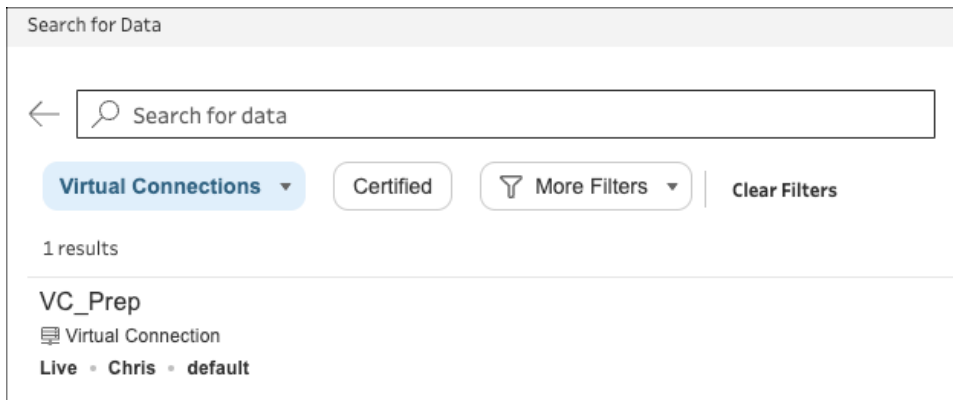 Search for Data
Search for data
Virtual Connections Certified More Filters Clear Filters
1 results
VC_Prep
Virtual Connection
Live • Chris • default